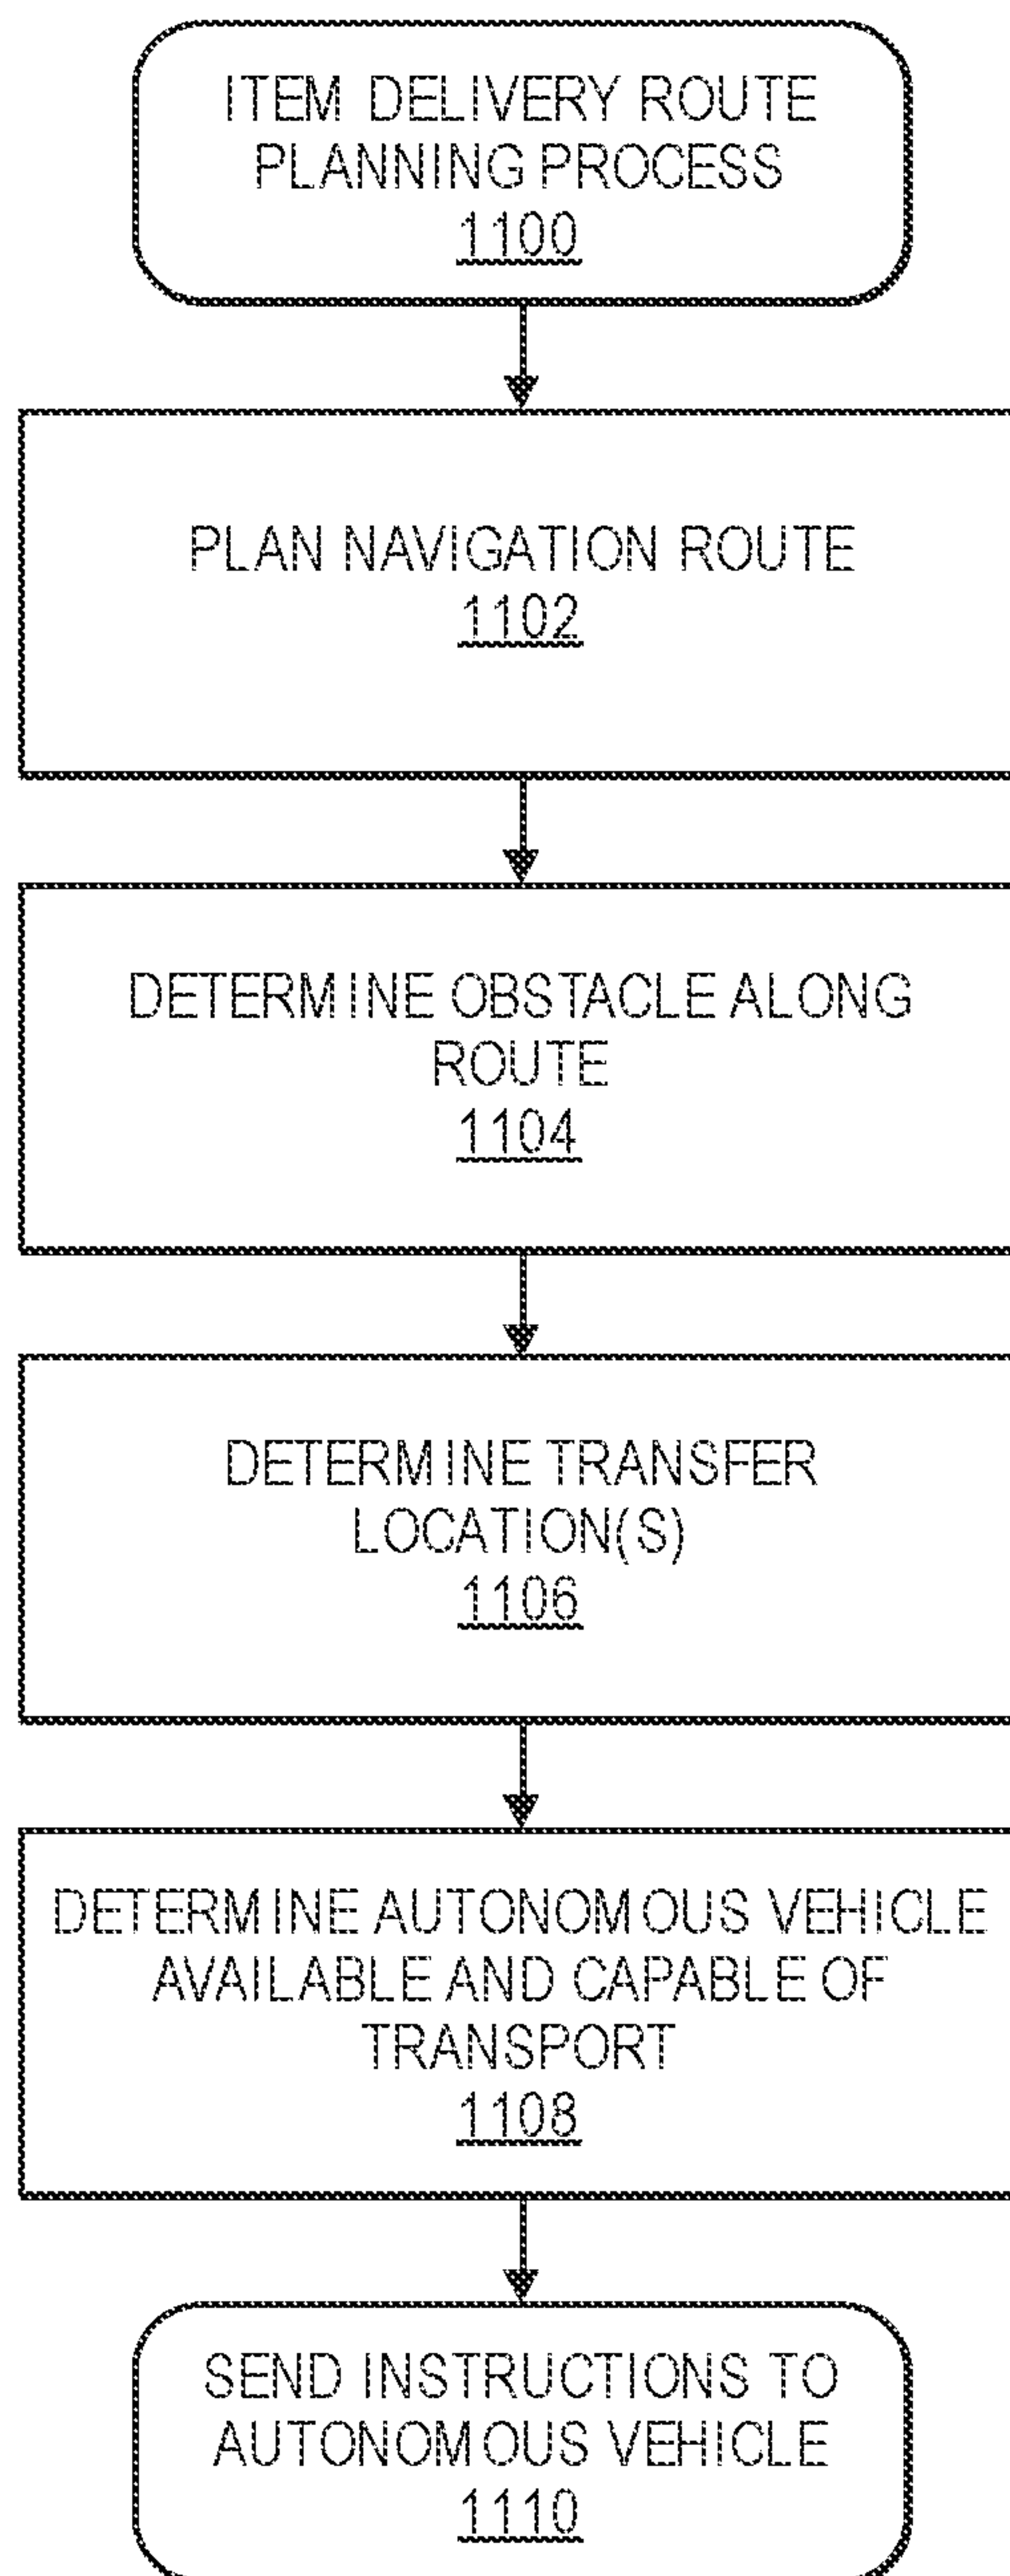 ITEM DELIVERY ROUTE
PLANNING PROCESS
1100
PLAN NAVIGATION ROUTE
1102
DETERMINE OBSTACLE ALONG
ROUTE
1104
DETERMINE TRANSFER
LOCATION(S)
1106
DETERMINE AUTONOMOUS VEHICLE
AVAILABLE AND CAPABLE OF
TRANSPORT
1108
SEND INSTRUCTIONS TO
AUTONOMOUS VEHICLE
1110